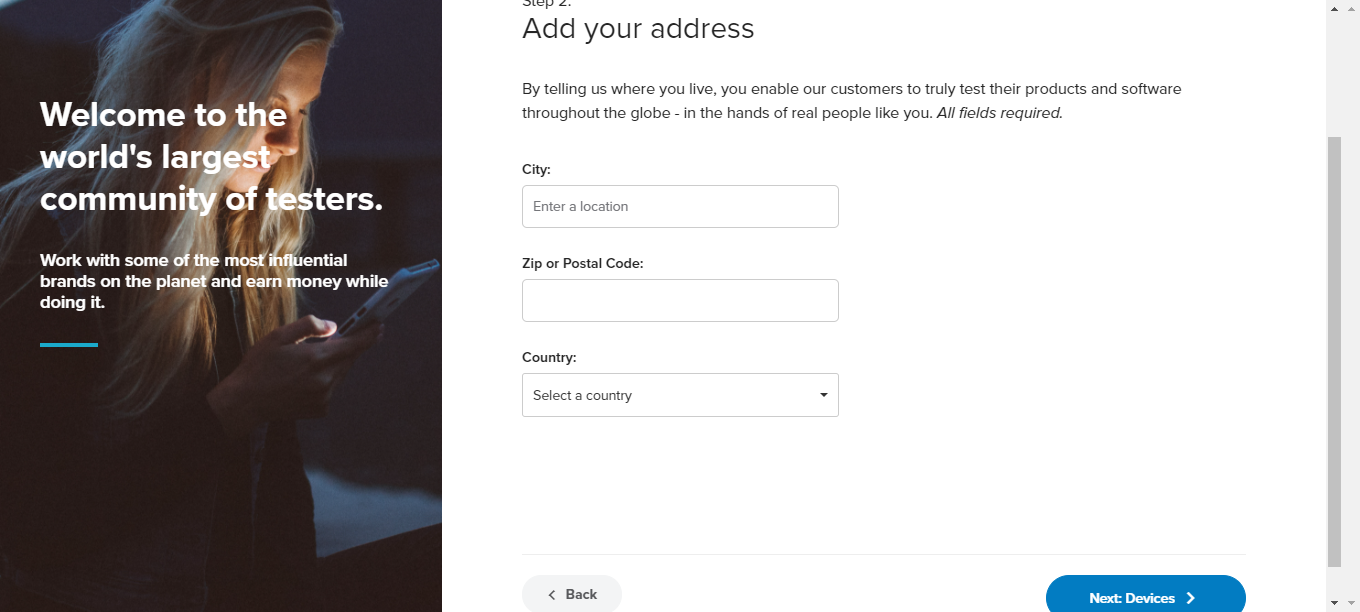 Welcome to the
world's largest
community of testers.
Work with some of the most influential
brands on the planet and earn money while
doing it.
Step 2:
Add your address
By telling us where you live, you enable our customers to truly test their products and software
throughout the globe - in the hands of real people like you. All fields required.
City:
Enter a location
Zip or Postal Code:
Country:
Select a country
Back
Next: Devices